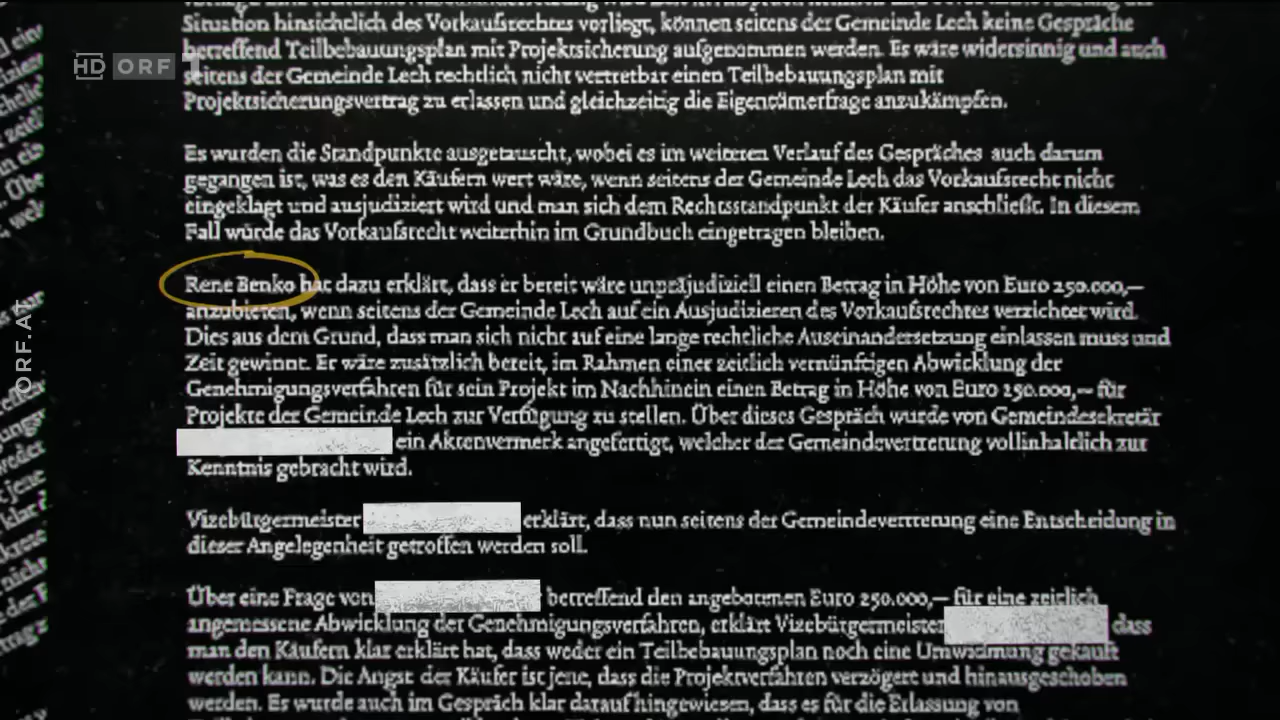 Situation hinsichtlich des Vorkaufsrechtes vorliegt, können seitens der Gemeinde Lech keine Gespräche
betreffend Teilbebauungsplan mit Projektsicherung aufgenommen werden. Es wäre widersinnig und auch
seitens der Gemeinde Lech rechtlich nicht vertretbar einen Teilbebauungsplan mit
Projektsicherungsvertrag zu erlassen und gleichzeitig die Eigentümerfrage anzukämpfen.
Es wurden die Standpunkte ausgetauscht, wobei es im weiteren Verlauf des Gespräches auch darum
gegangen ist, was es den Käufern wert wäre, wenn seitens der Gemeinde Lech das Vorkaufsrecht nicht
eingeklagt und ausjudiziert wird und man sich dem Rechtsstandpunkt der Käufer anschließt. In diesem
Fall würde das Vorkaufsrecht weiterhin im Grundbuch eingetragen bleiben.
Rene Benko hat dazu erklärt, dass er bereit wäre unpräjudiziell einen Betrag in Höhe von Euro 250.000,—
anzubieten, wenn seitens der Gemeinde Lech auf ein Ausjudizieren des Vorkaufsrechtes verzichtet wird.
Dies aus dem Grund, dass man sich nicht auf eine lange rechtliche Auseinandersetzung einlassen muss und
Zeit gewinnt. Er wäre zusätzlich bereit, im Rahmen einer zeitlich vernünftigen Abwicklung der
Genehmigungsverfahren für sein Projekt im Nachhinein einen Betrag in Höhe von Euro 250.000,— für
Projekte der Gemeinde Lech zur Verfügung zu stellen. Über dieses Gespräch wurde von Gemeindesekretär
ein Aktenvermerk angefertigt, welcher der Gemeindevertretung vollinhaltlich zur
Kenntnis gebracht wird.
Vizebürgermeister erklärt, dass nun seitens der Gemeindevertretung eine Entscheidung in
dieser Angelegenheit getroffen werden soll.
Über eine Frage von betreffend den angebotenen Euro 250.000,— für eine zeitlich
angemessene Abwicklung der Genehmigungsverfahren, erklärt Vizebürgermeister dass
man den Käufern klar erklärt hat, dass weder ein Teilbebauungsplan noch eine Umwidmung gekauft
werden kann. Die Angst der Käufer ist jene, dass die Projektverfahren verzögert und hinausgeschoben
werden. Es wurde auch im Gespräch klar darauf hingewiesen, dass es für die Erlassung von
HD ORF 1
ORF.AT